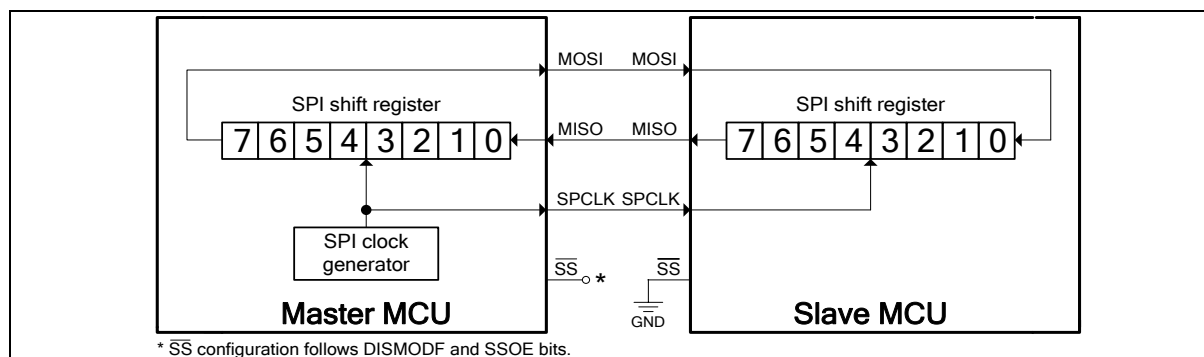 MOSI MOSI
SPI shift register SPI shift register
7 6 5 4 3 2 1 0 MISO MISO 7 6 5 4 3 2 1 0
SPCLK SPCLK
SPI clock
generator
SS * SS
GND
Master MCU Slave MCU
* SS configuration follows DISMODF and SSOE bits.